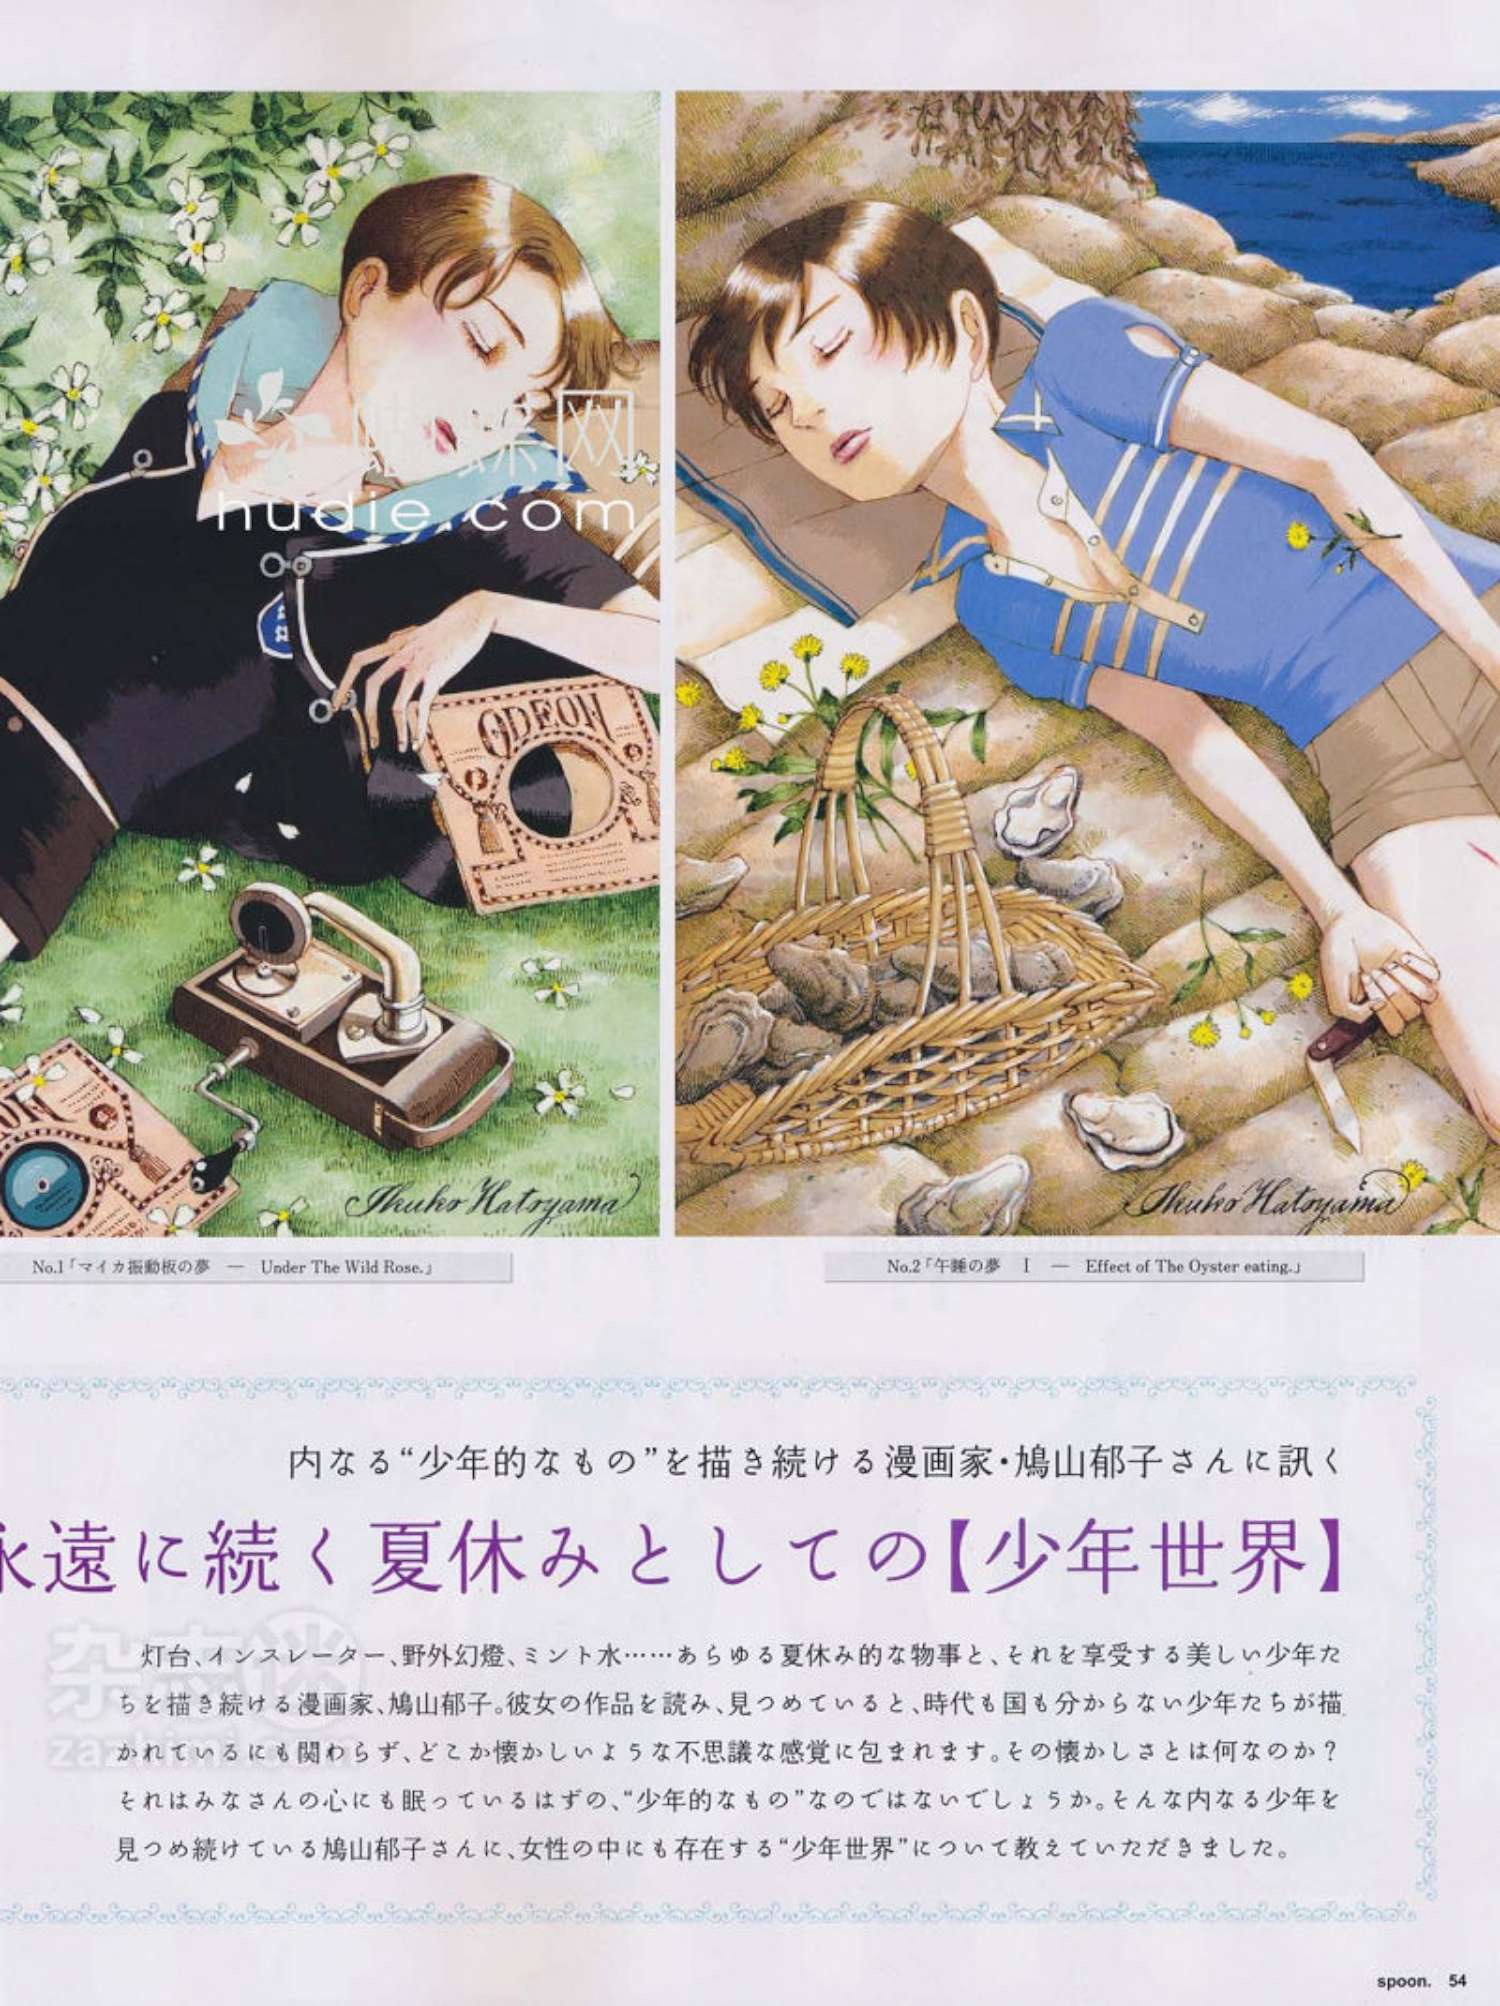 蝶网
hudie.com
ODEON
Ikuko Hatoyama
Ikuko Hatoyama
No.1「マイカ振動板の夢 — Under The Wild Rose.」
No.2「午睡の夢 Ⅰ — Effect of The Oyster eating.」
内なる“少年的なもの”を描き続ける漫画家・鳩山郁子さんに訊く
永遠に続く夏休みとしての【少年世界】
灯台、インスレーター、野外幻燈、ミント水……あらゆる夏休み的な物事と、それを享受する美しい少年た
ちを描き続ける漫画家、鳩山郁子。彼女の作品を読み、見つめていると、時代も国も分からない少年たちが描
かれているにも関わらず、どこか懐かしいような不思議な感覚に包まれます。その懐かしさとは何なのか？
それはみなさんの心にも眠っているはずの、“少年的なもの”なのではないでしょうか。そんな内なる少年を
見つめ続けている鳩山郁子さんに、女性の中にも存在する“少年世界”について教えていただきました。
杂志迷
spoon. 54